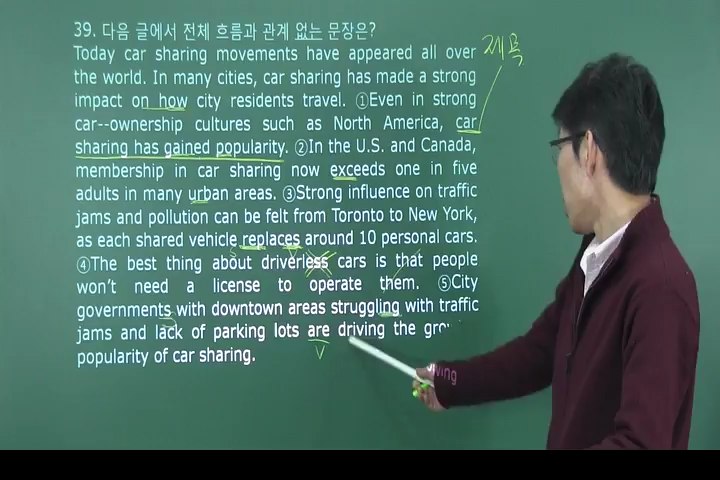 39. 다음 글에서 전체 흐름과 관계 없는 문장은?
제목
Today car sharing movements have appeared all over
the world. In many cities, car sharing has made a strong
impact on how city residents travel. ①Even in strong
car--ownership cultures such as North America, car
sharing has gained popularity. ②In the U.S. and Canada,
membership in car sharing now exceeds one in five
adults in many urban areas. ③Strong influence on traffic
jams and pollution can be felt from Toronto to New York,
as each shared vehicle replaces around 10 personal cars.
S V
④The best thing about driverless cars is that people
won't need a license to operate them. ⑤City
governments with downtown areas struggling with traffic
jams and lack of parking lots are driving the
popularity of car sharing.
V